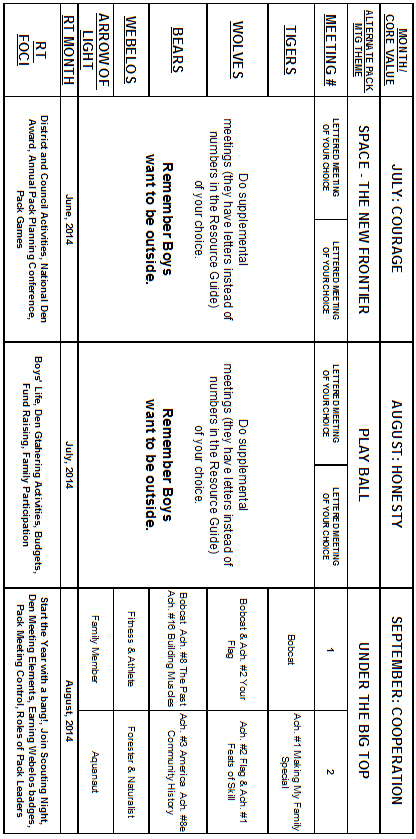 MONTH/
CORE VALUE
JULY: COURAGE
AUGUST: HONESTY
SEPTEMBER: COOPERATION
ALTERNATE PACK
MTG THEME
SPACE - THE NEW FRONTIER
PLAY BALL
UNDER THE BIG TOP
MEETING #
LETTERED MEETING
OF YOUR CHOICE
LETTERED MEETING
OF YOUR CHOICE
LETTERED MEETING
OF YOUR CHOICE
LETTERED MEETING
OF YOUR CHOICE
1
2
TIGERS
Bobcat
Ach. #1 Making My Family
Special
WOLVES
Do supplemental
meetings (they have letters instead of
numbers in the Resource Guide)
of your choice.
Do supplemental
meetings (they have letters instead of
numbers in the Resource Guide)
of your choice.
Bobcat & Ach. #2 Your
Flag
Ach. #2 Flag & Ach. #1
Feats of Skill
BEARS
Remember Boys
want to be outside.
Remember Boys
want to be outside.
Bobcat Ach. #8 The Past
Ach. #16 Building Muscles
Ach. #3 America Ach. #8e
Community History
WEBELOS
Fitness & Athlete
Forester & Naturalist
ARROW OF
LIGHT
Family Member
Aquanaut
RT MONTH
June, 2014
July, 2014
August, 2014
RT
FOCI
District and Council Activities, National Den
Award, Annual Pack Planning Conference,
Pack Games
Boys' Life, Den Gtahering Activities, Budgets,
Fund Raising, Family Participation
Start the Year with a bang!, Join Scouting Night,
Den Meeting Elements, Earning Webelos badges,
Pack Meeting Control, Roles of Pack Leaders